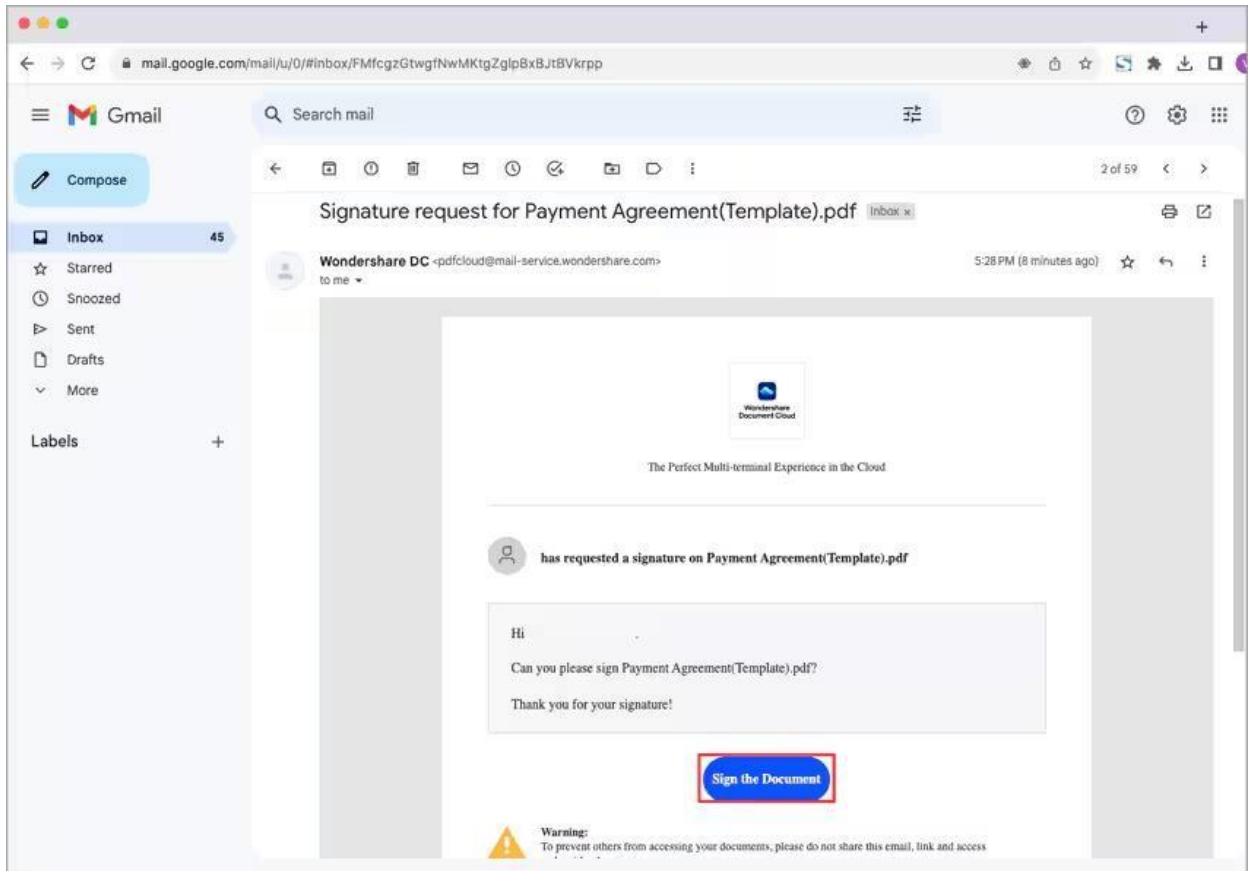 mail.google.com/mail/u/0/#inbox/FMfcgzGtwgfNwMKtgZglpBxBJtBVkrpp
Gmail
Search mail
Compose
2 of 59
Signature request for Payment Agreement(Template).pdf Inbox x
Inbox 45
Wondershare DC <pdfcloud@mail-service.wondershare.com> 5:28 PM (8 minutes ago)
to me
Starred
Snoozed
Sent
Drafts
More
Labels +
Wondershare
Document Cloud
The Perfect Multi-terminal Experience in the Cloud
has requested a signature on Payment Agreement(Template).pdf
Hi .
Can you please sign Payment Agreement(Template).pdf?
Thank you for your signature!
Sign the Document
Warning:
To prevent others from accessing your documents, please do not share this email, link and access